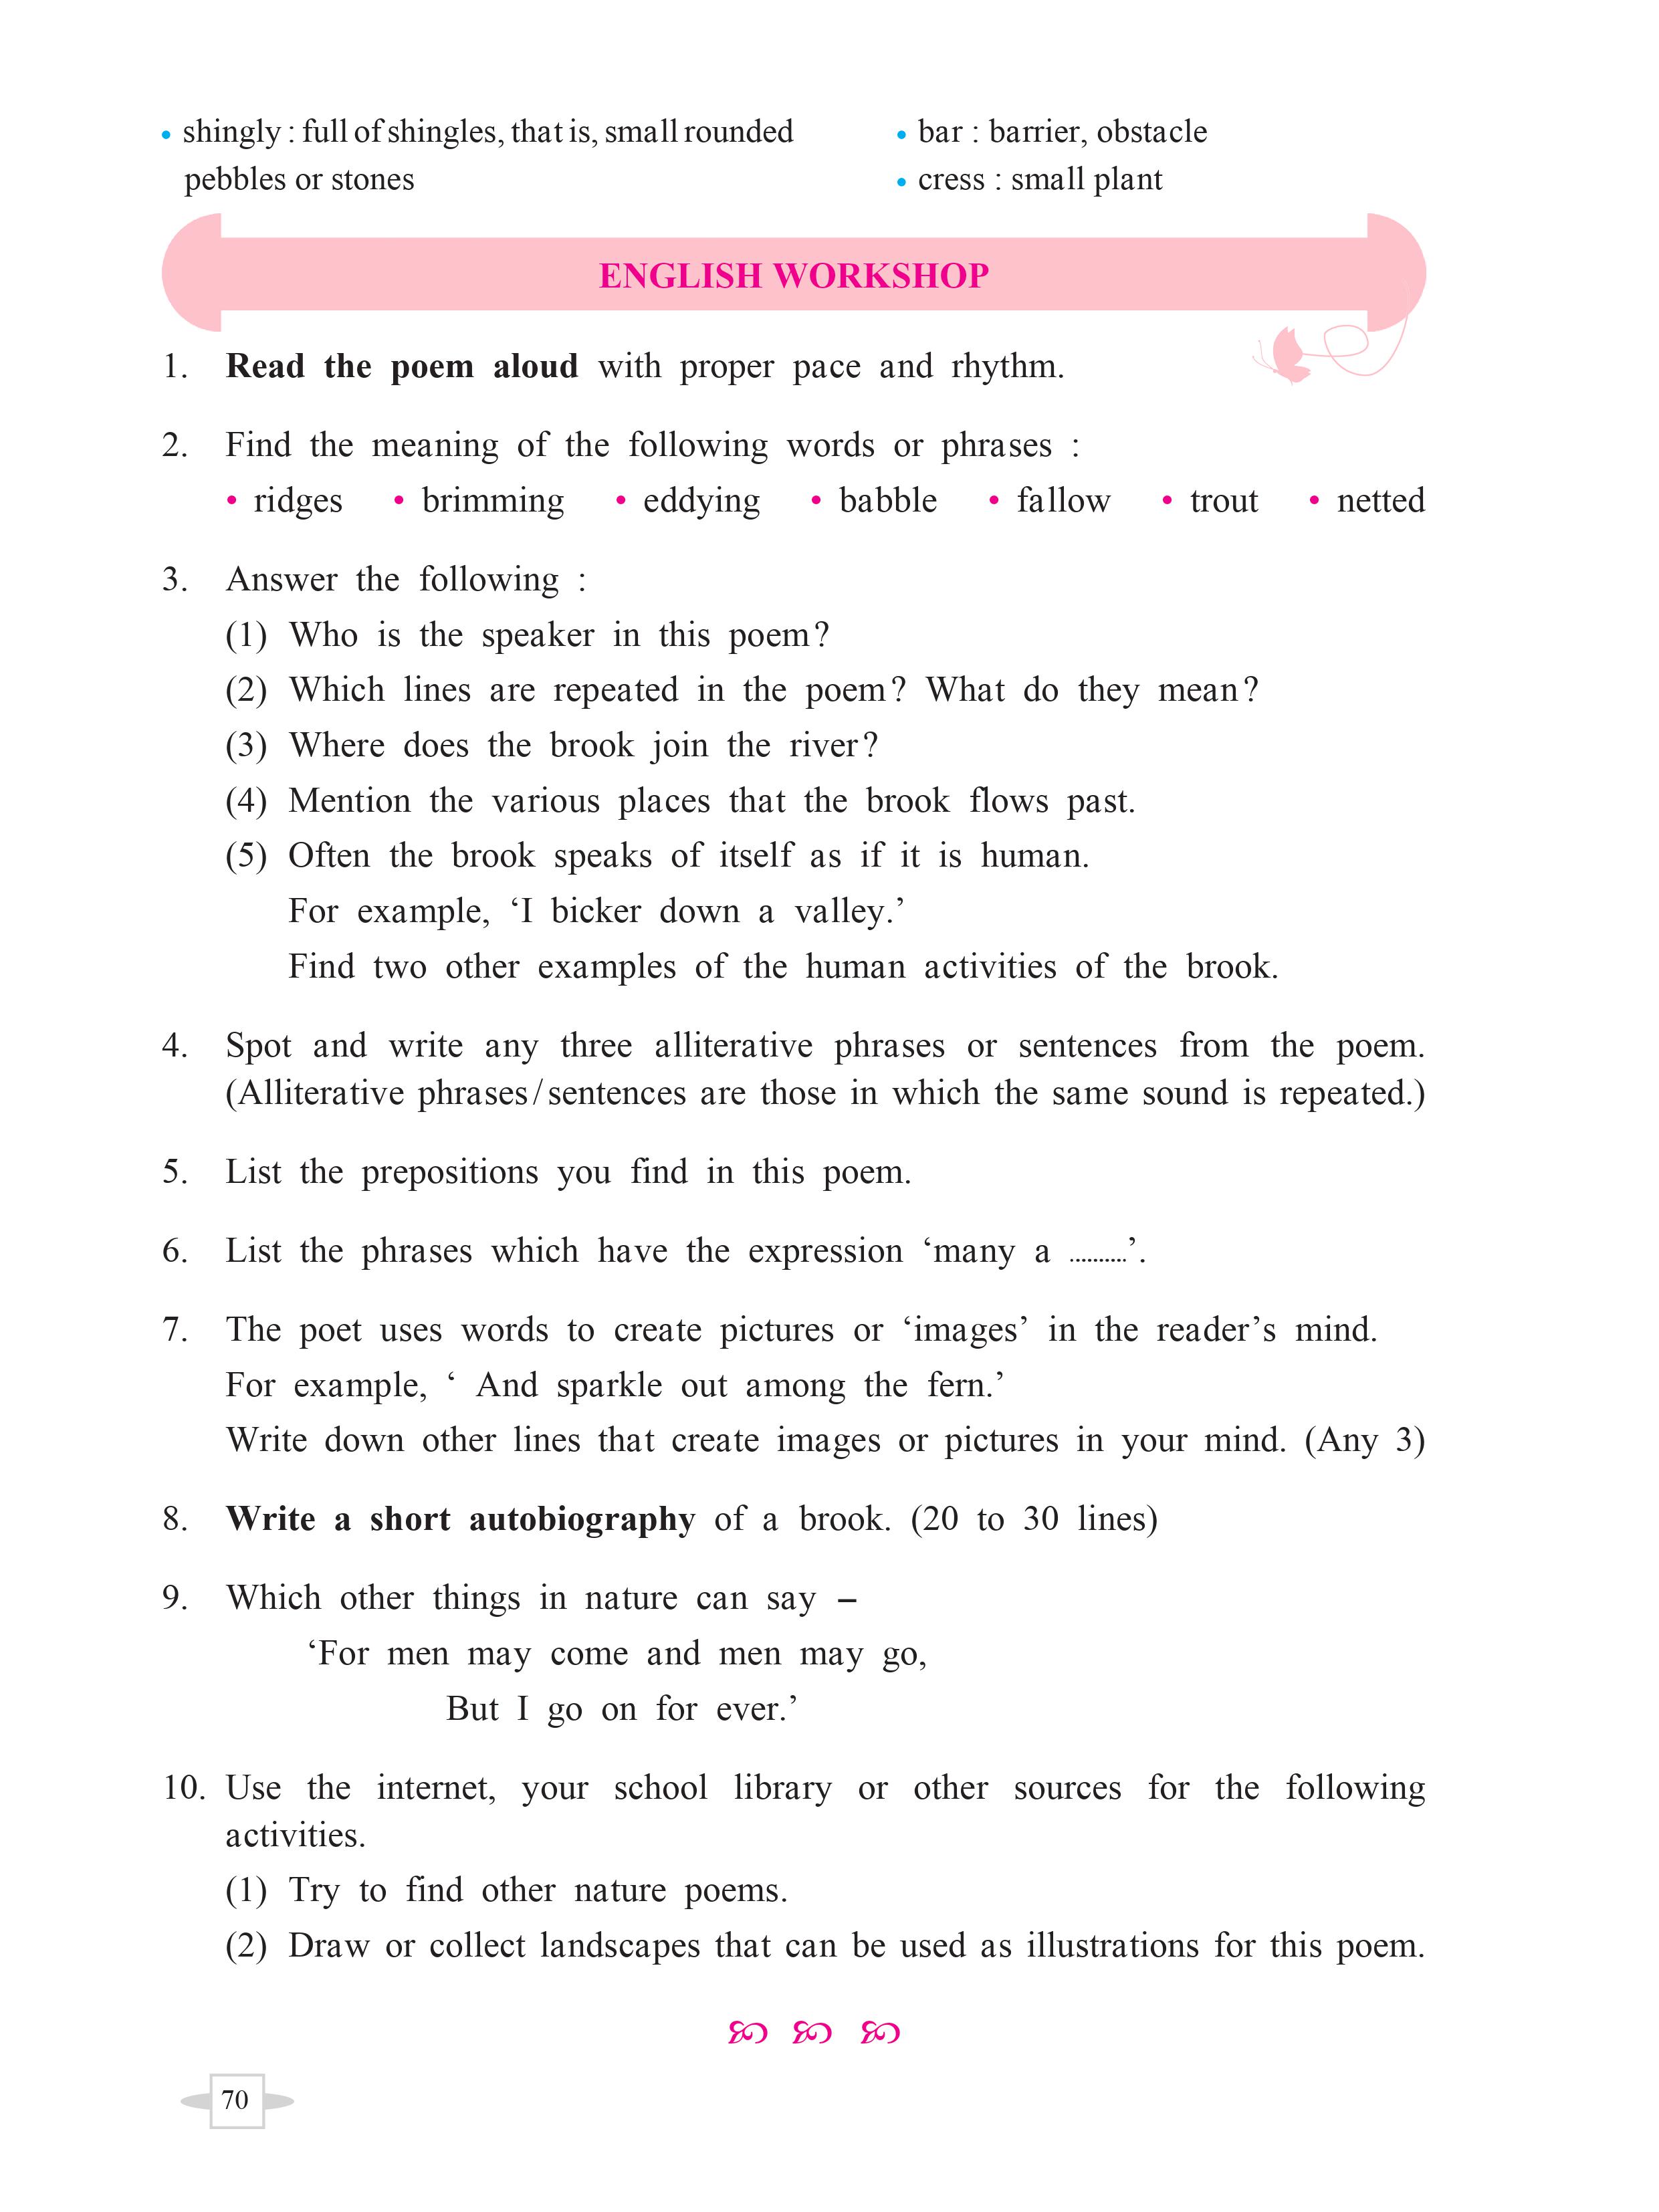 • shingly : full of shingles, that is, small rounded
pebbles or stones
• bar : barrier, obstacle
• cress : small plant
ENGLISH WORKSHOP
1. Read the poem aloud with proper pace and rhythm.
2. Find the meaning of the following words or phrases :
• ridges • brimming • eddying • babble • fallow • trout • netted
3. Answer the following :
(1) Who is the speaker in this poem?
(2) Which lines are repeated in the poem? What do they mean?
(3) Where does the brook join the river?
(4) Mention the various places that the brook flows past.
(5) Often the brook speaks of itself as if it is human.
For example, ‘I bicker down a valley.’
Find two other examples of the human activities of the brook.
4. Spot and write any three alliterative phrases or sentences from the poem.
(Alliterative phrases/sentences are those in which the same sound is repeated.)
5. List the prepositions you find in this poem.
6. List the phrases which have the expression ‘many a ..........’.
7. The poet uses words to create pictures or ‘images’ in the reader’s mind.
For example, ‘ And sparkle out among the fern.’
Write down other lines that create images or pictures in your mind. (Any 3)
8. Write a short autobiography of a brook. (20 to 30 lines)
9. Which other things in nature can say –
‘For men may come and men may go,
But I go on for ever.’
10. Use the internet, your school library or other sources for the following
activities.
(1) Try to find other nature poems.
(2) Draw or collect landscapes that can be used as illustrations for this poem.
70